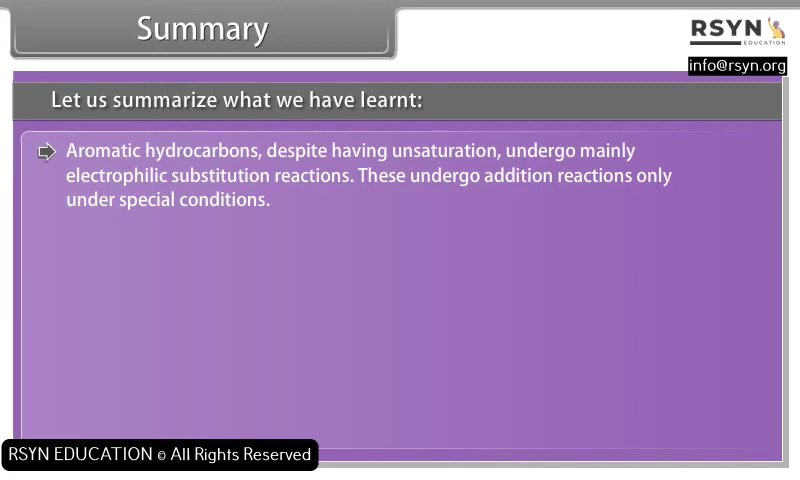 Summary
RSYN
EDUCATION
info@rsyn.org
Let us summarize what we have learnt:
Aromatic hydrocarbons, despite having unsaturation, undergo mainly
electrophilic substitution reactions. These undergo addition reactions only
under special conditions.
RSYN EDUCATION © All Rights Reserved